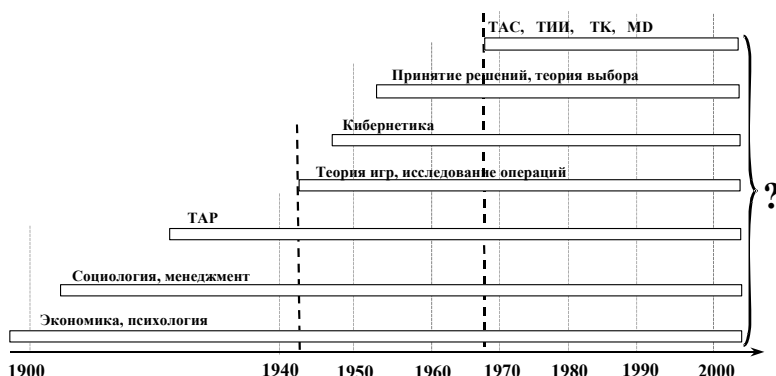 ТАС, ТИИ, ТК, MD
Принятие решений, теория выбора
Кибернетика
Теория игр, исследование операций
?
ТАР
Социология, менеджмент
Экономика, психология
1900 1940 1950 1960 1970 1980 1990 2000